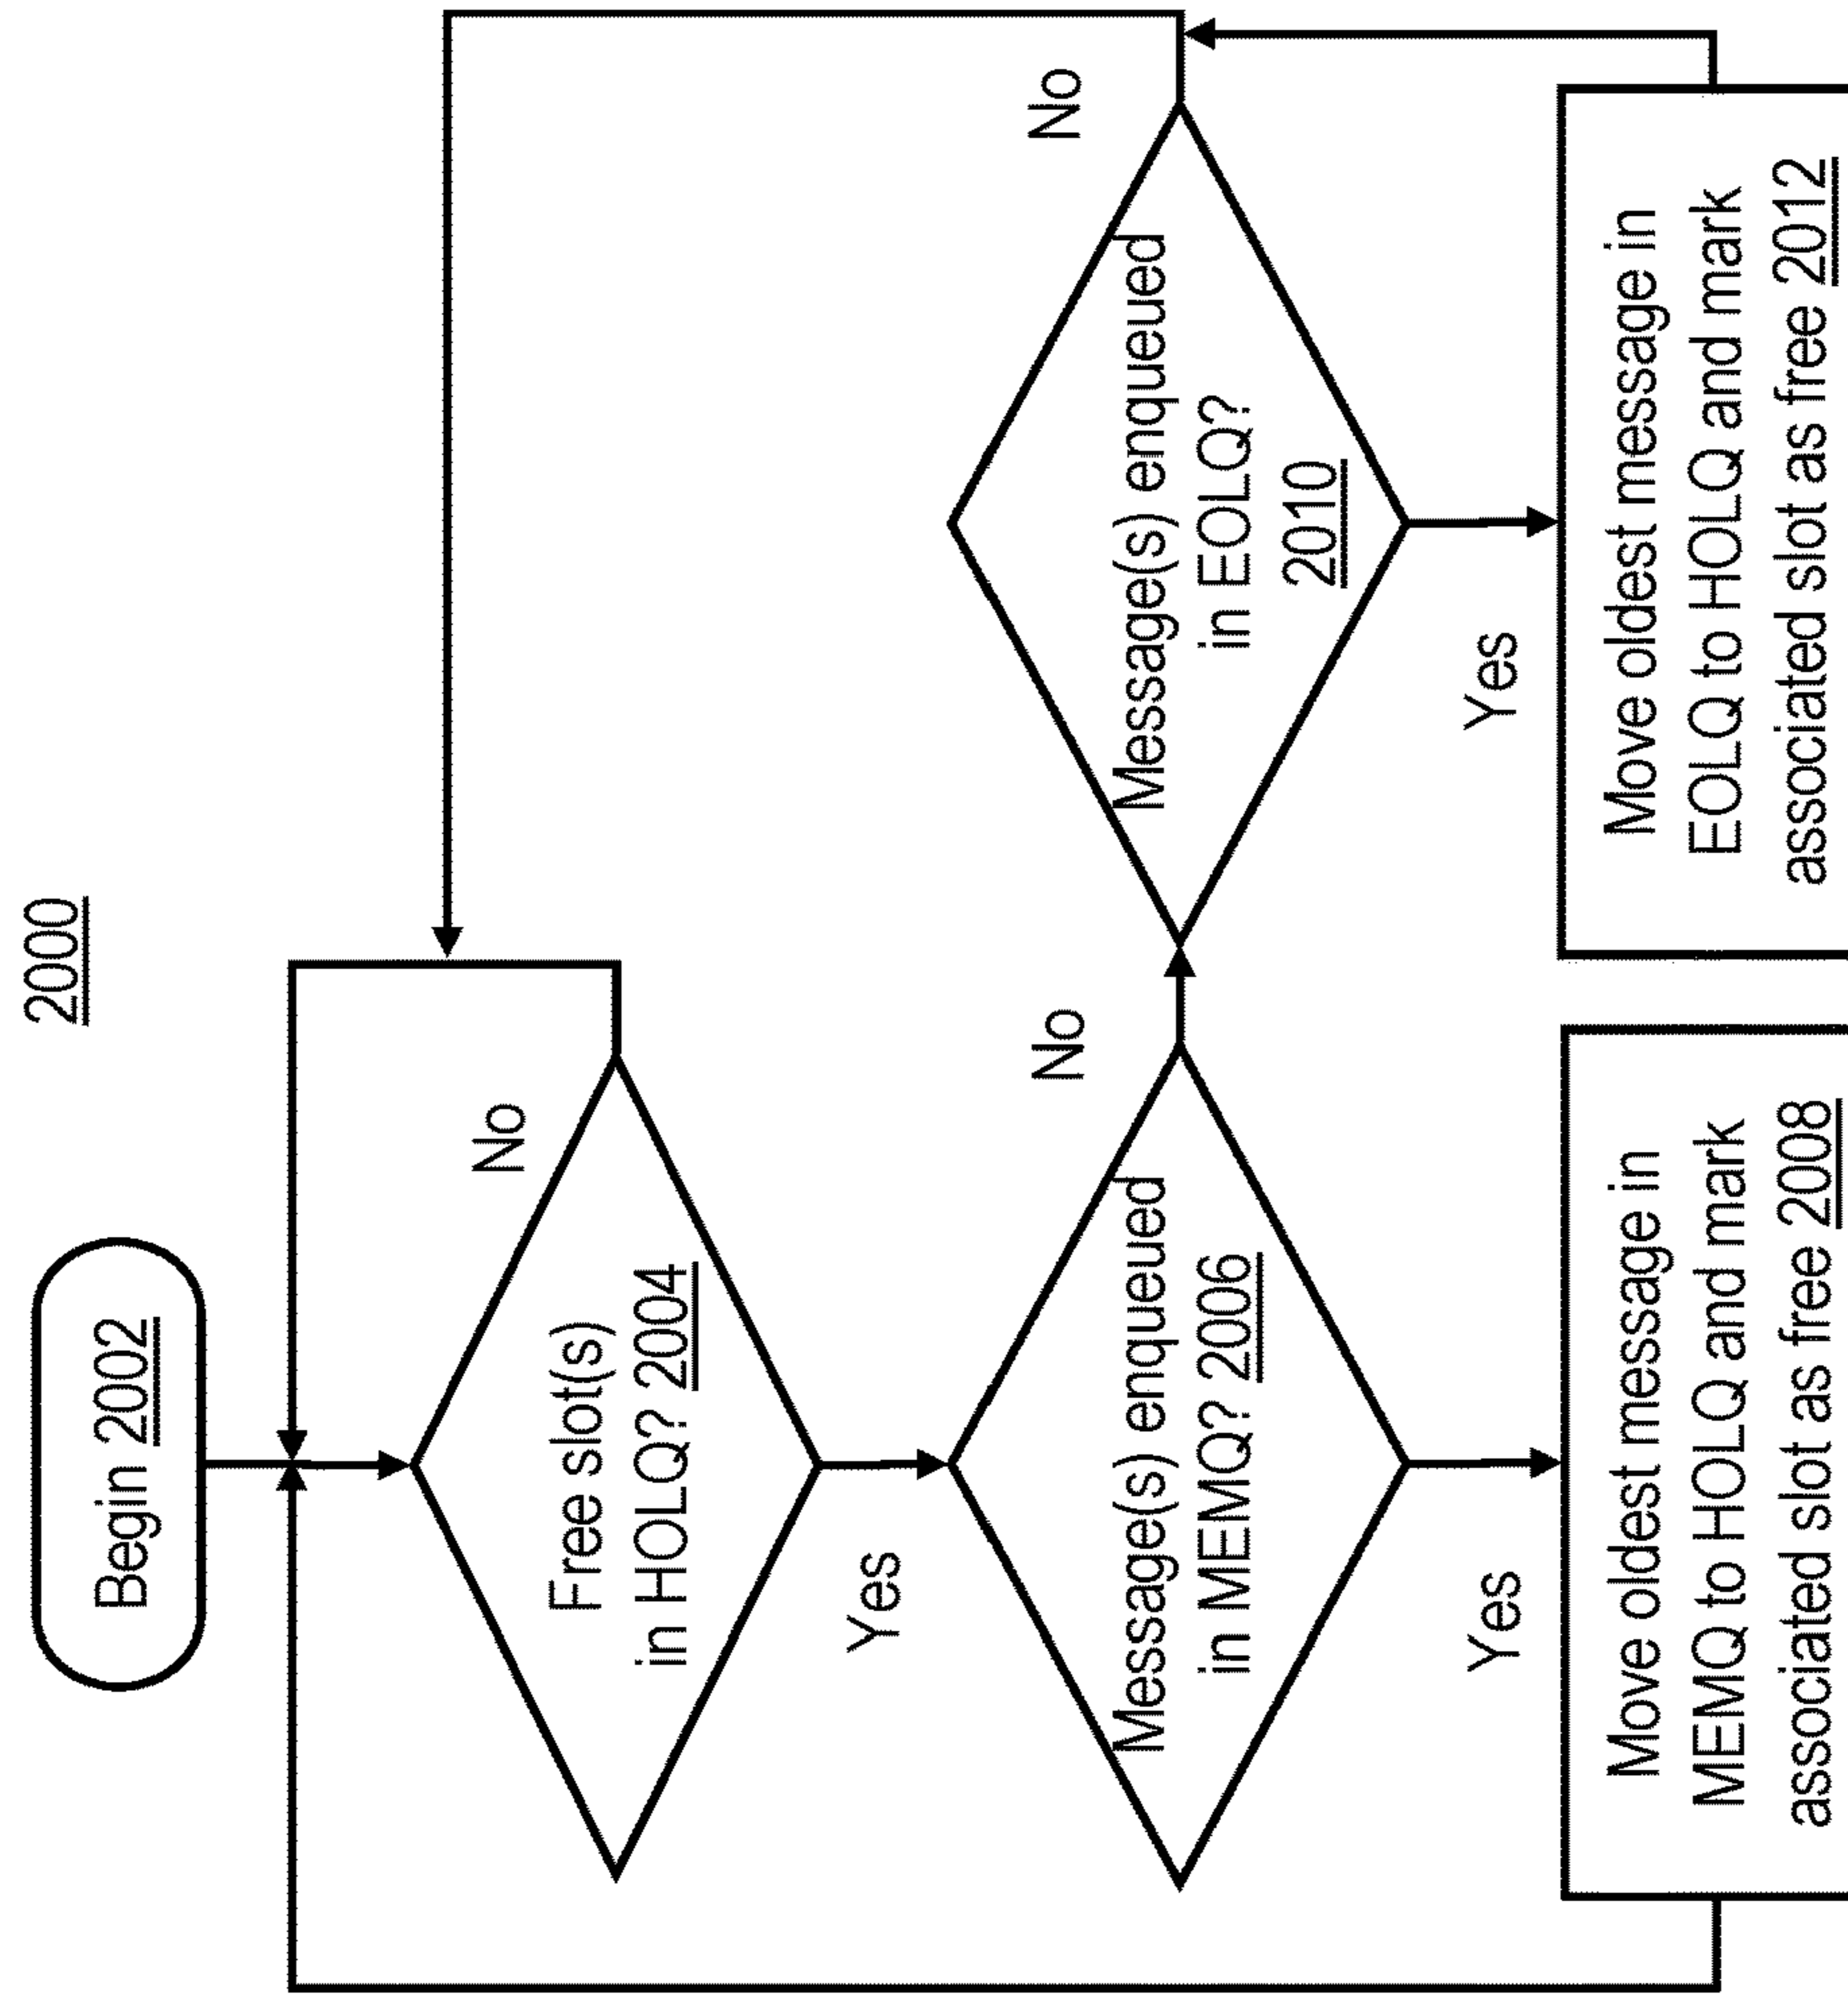 2000
Begin 2002
No
Free slot(s)
in HOLQ? 2004
Yes
No
Message(s) enqueued
in MEMQ? 2006
Yes
Move oldest message in
MEMQ to HOLQ and mark
associated slot as free 2008
No
Message(s) enqueued
in EOLQ?
2010
Yes
Move oldest message in
EOLQ to HOLQ and mark
associated slot as free 2012